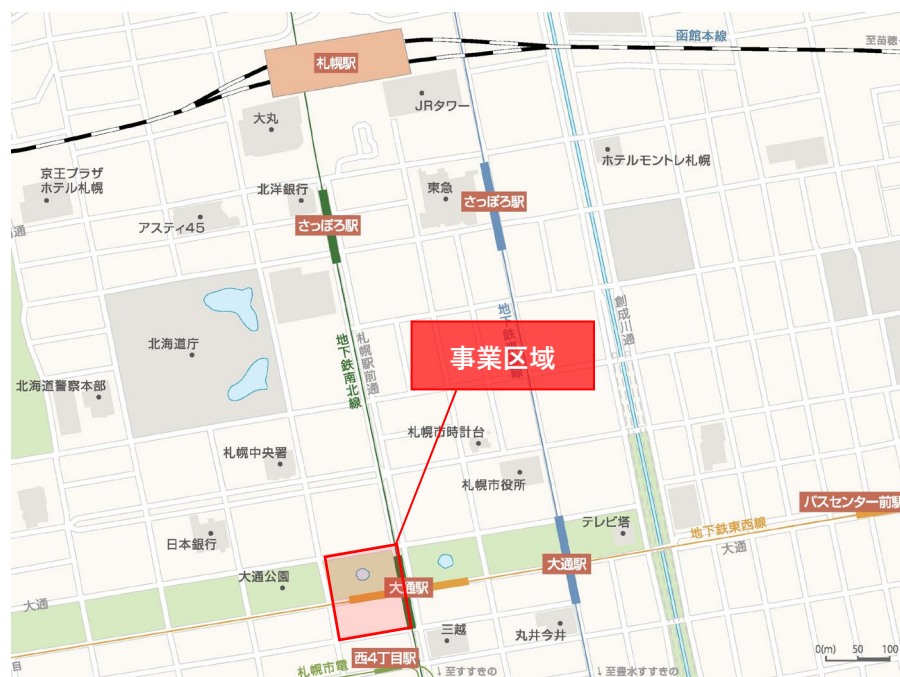 函館本線
至苗穂
札幌駅
JRタワー
大丸
ホテルモントレ札幌
京王プラザ
ホテル札幌
北洋銀行
東急
さっぽろ駅
アスティ45
さっぽろ駅
通
創成川通
地下鉄南北線
札幌駅前通
事業区域
北海道庁
北海道警察本部
札幌市時計台
札幌中央署
札幌市役所
バスセンター前駅
テレビ塔
地下鉄東西線
日本銀行
大通
大通駅
大通公園
大通駅
大通
三越
丸井今井
西4丁目駅
札幌市電
目
↓至すすきの
↓至豊水すすきの
0(m) 50 100